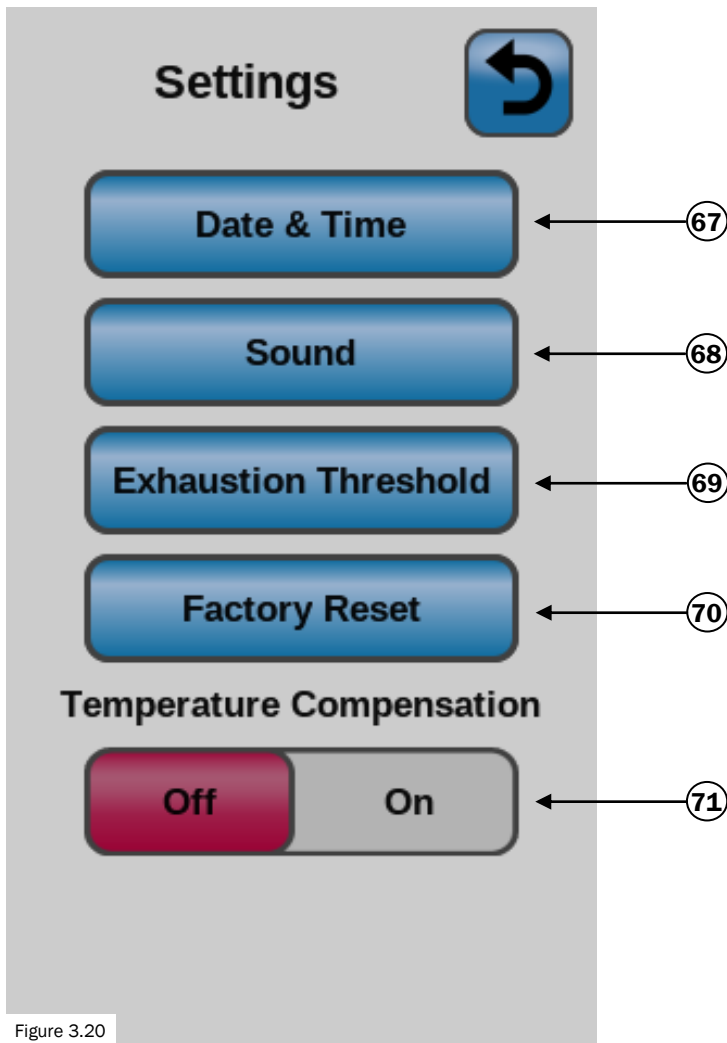 Settings
Date & Time
67
Sound
68
Exhaustion Threshold
69
Factory Reset
70
Temperature Compensation
Off On
71
Figure 3.20